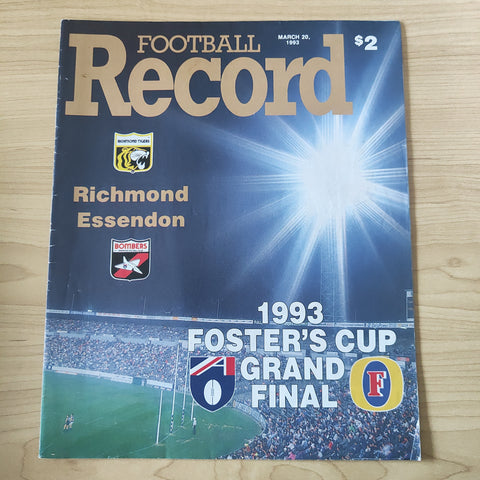 FOOTBALL
MARCH 20,
1993
$2
Record
RICHMOND TIGERS
Richmond
Essendon
BOMBERS
1993
FOSTER'S CUP
GRAND
FINAL
F